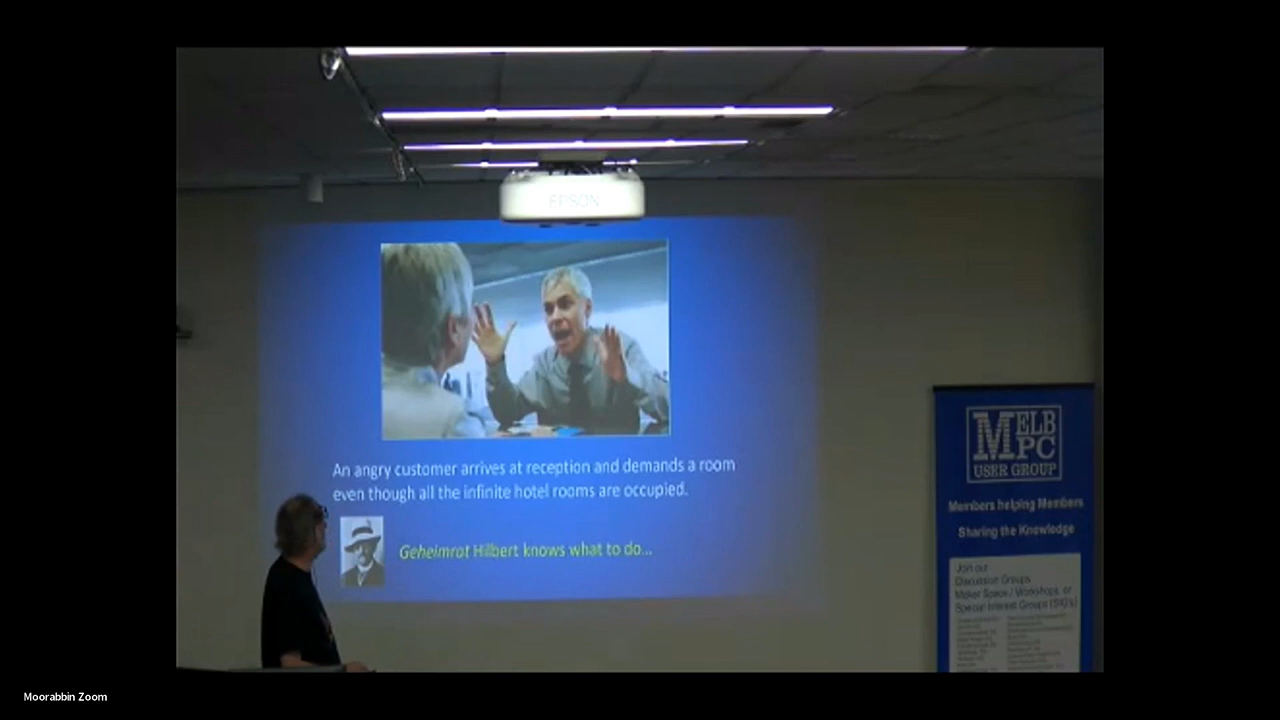 EPSON
An angry customer arrives at reception and demands a room
even though all the infinite hotel rooms are occupied.
Geheimrat Hilbert knows what to do...
MELB
PC
USER GROUP
Members helping Members
Sharing the Knowledge
Join our
Discussion Groups
Maker Space / Workshops, or
Special Interest Groups (SIG's)
Moorabbin Zoom